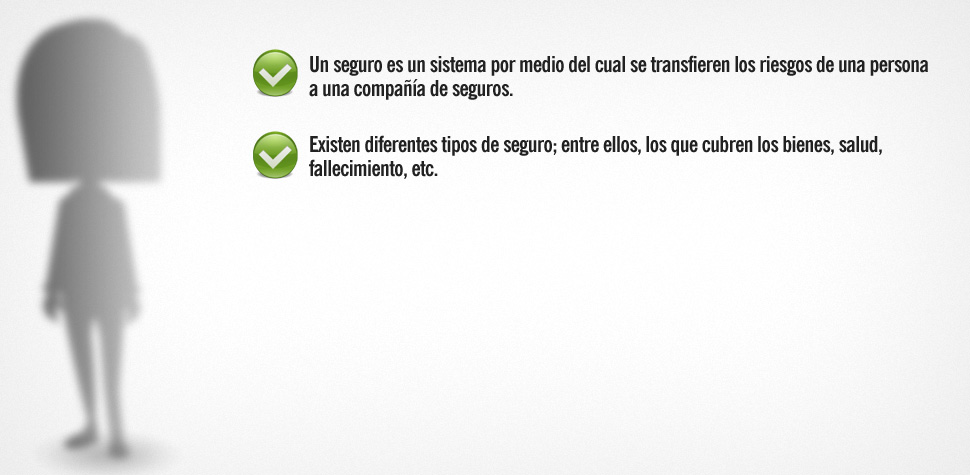 Un seguro es un sistema por medio del cual se transfieren los riesgos de una persona
a una compañía de seguros.
Existen diferentes tipos de seguro; entre ellos, los que cubren los bienes, salud,
fallecimiento, etc.